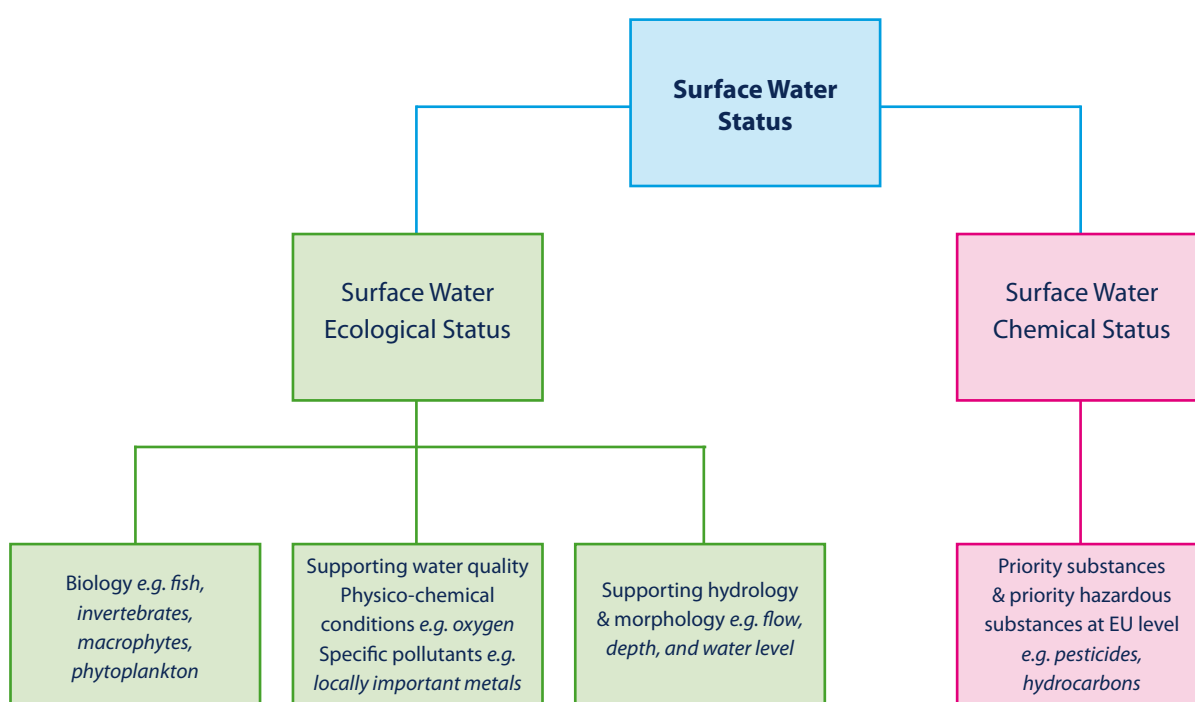 Surface Water
Status
Surface Water
Ecological Status
Surface Water
Chemical Status
Biology e.g. fish,
invertebrates,
macrophytes,
phytoplankton
Supporting water quality
Physico-chemical
conditions e.g. oxygen
Specific pollutants e.g.
locally important metals
Supporting hydrology
& morphology e.g. flow,
depth, and water level
Priority substances
& priority hazardous
substances at EU level
e.g. pesticides,
hydrocarbons